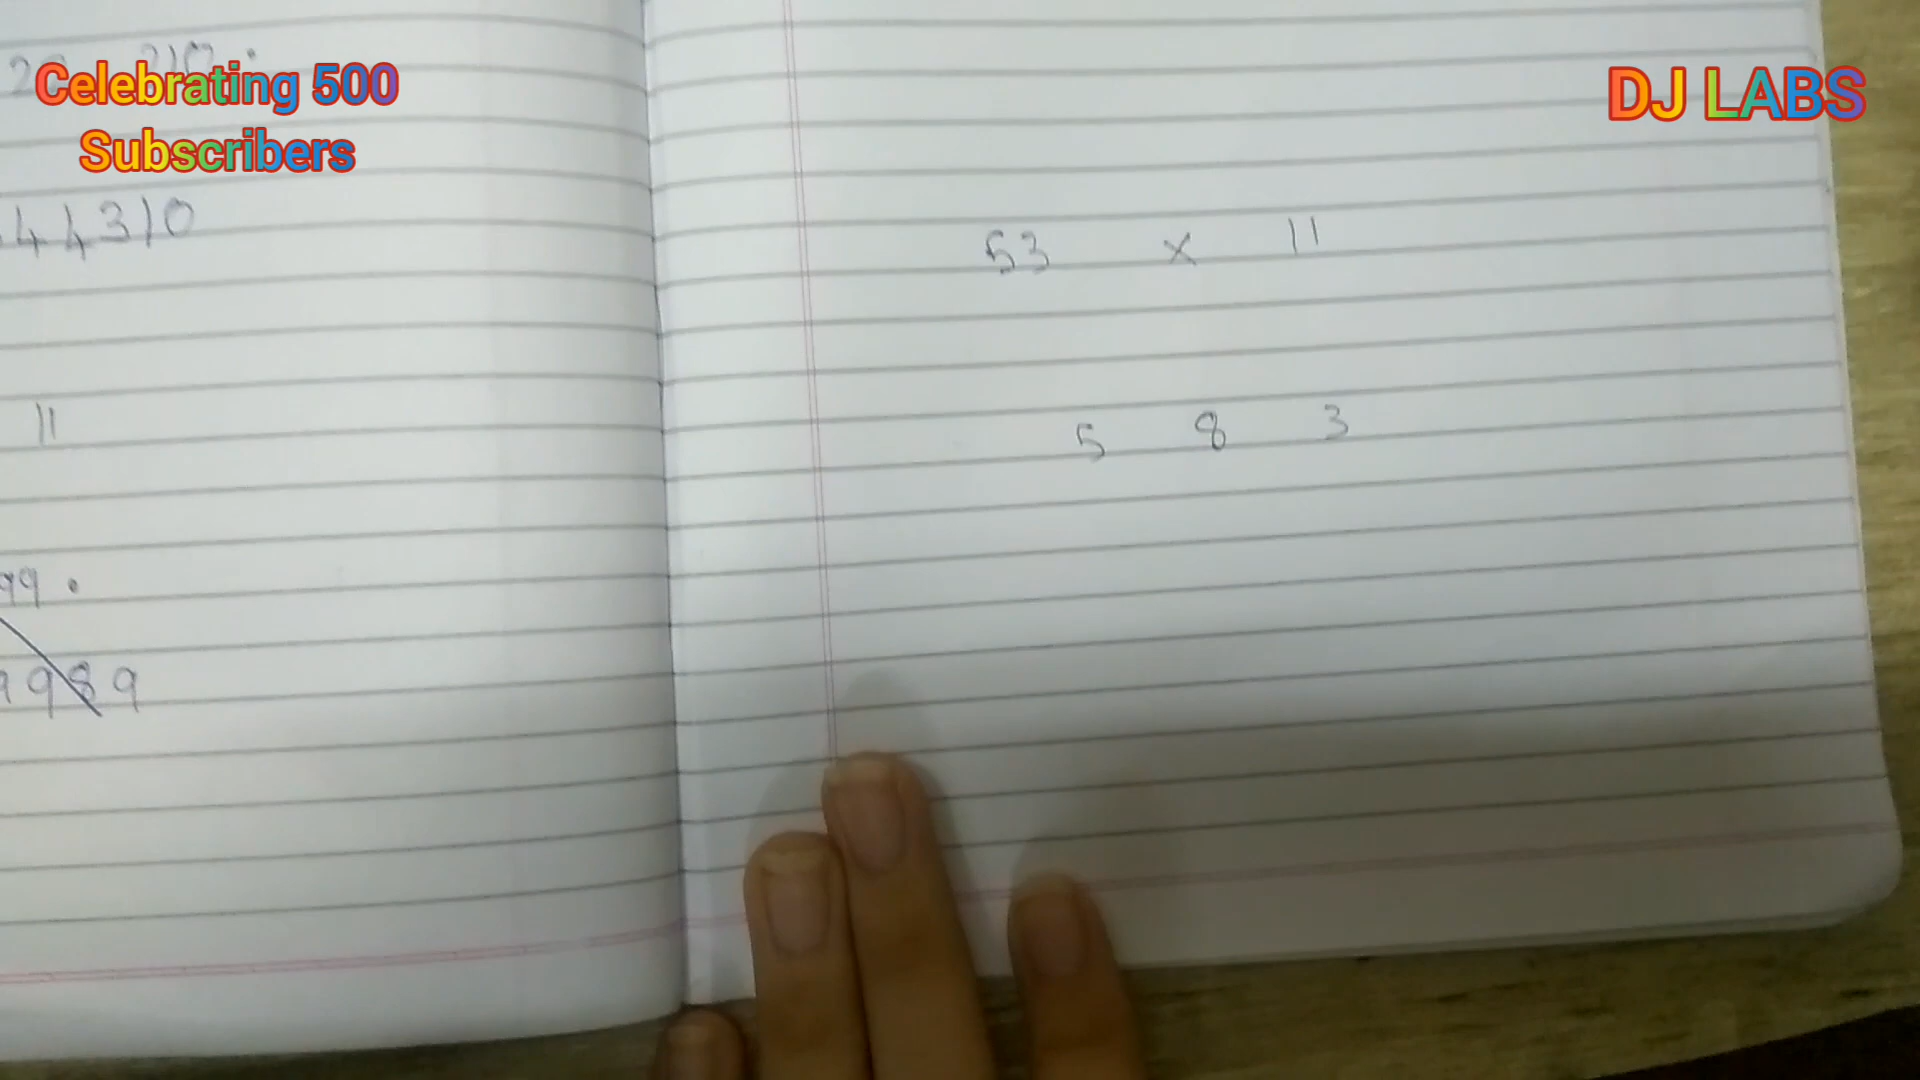 Celebrating 500
Subscribers
DJ LABS
44310
11
99.
9989
53 x 11
5 8 3